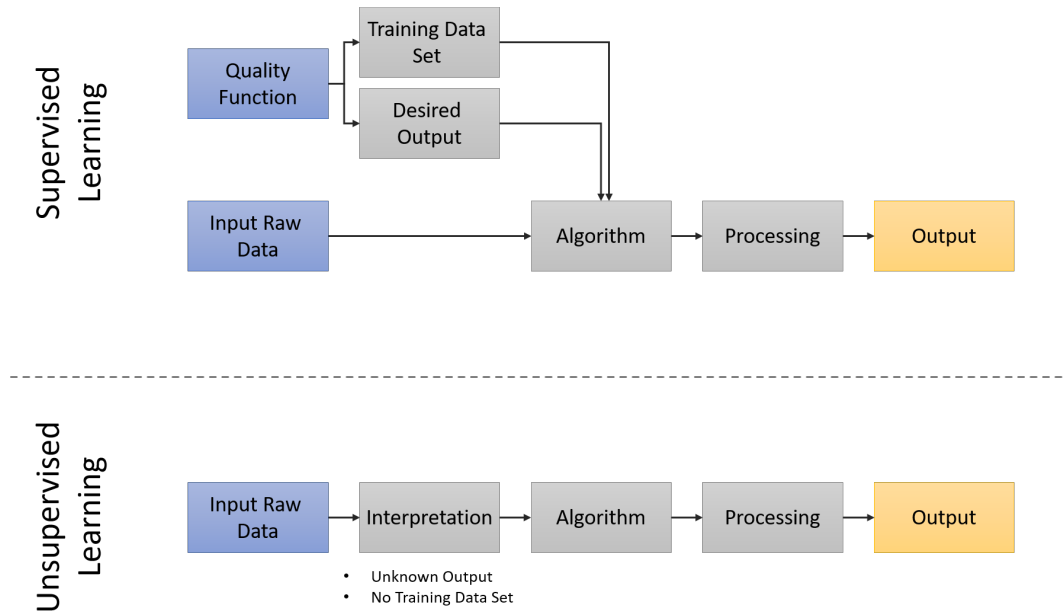 Supervised
Learning
Quality
Function
Training Data
Set
Desired
Output
Input Raw
Data
Algorithm
Processing
Output
Unsupervised
Learning
Input Raw
Data
Interpretation
Algorithm
Processing
Output
• Unknown Output
• No Training Data Set